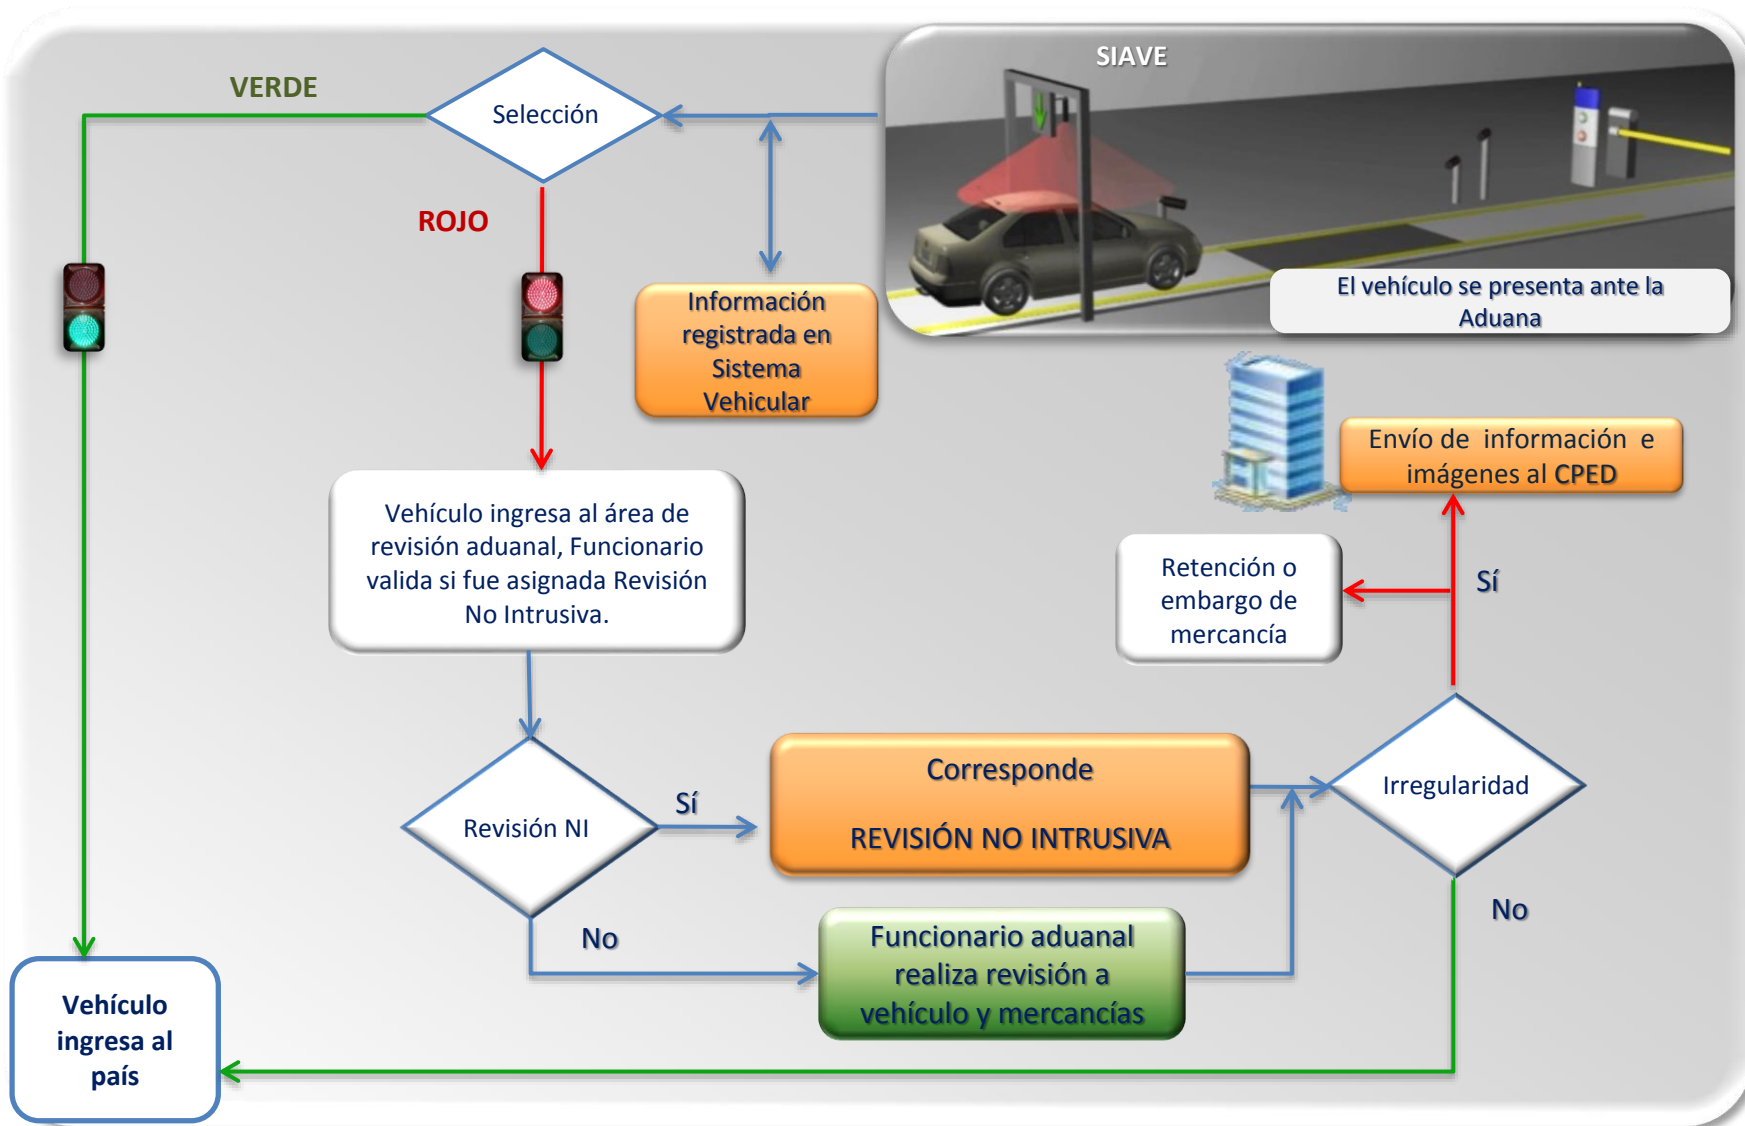 VERDE
Selección
SIAVE
ROJO
El vehículo se presenta ante la
Aduana
Información
registrada en
Sistema
Vehicular
Envío de información e
imágenes al CPED
Vehículo ingresa al área de
revisión aduanal, Funcionario
valida si fue asignada Revisión
No Intrusiva.
Retención o
embargo de
mercancía
Sí
Corresponde
REVISIÓN NO INTRUSIVA
Irregularidad
Revisión NI
Sí
No
No
Funcionario aduanal
realiza revisión a
vehículo y mercancías
Vehículo
ingresa al
país